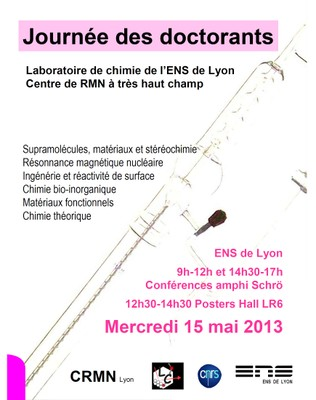 Journée des doctorants
Laboratoire de chimie de l'ENS de Lyon
Centre de RMN à très haut champ
Supramolécules, matériaux et stéréochimie
Résonnance magnétique nucléaire
Ingénérie et réactivité de surface
Chimie bio-inorganique
Matériaux fonctionnels
Chimie théorique
ENS de Lyon
9h-12h et 14h30-17h
Conférences amphi Schrö
12h30-14h30 Posters Hall LR6
Mercredi 15 mai 2013
CRMN Lyon
cnrs
ENS
ENS DE LYON